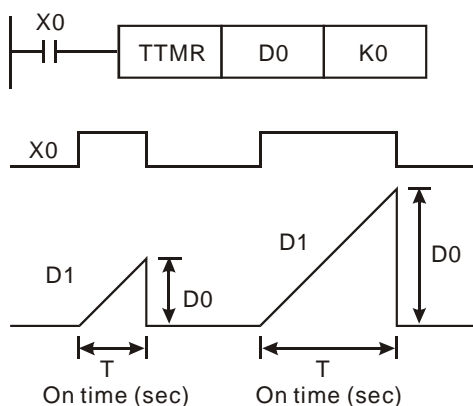 X0
TTMR D0 K0
X0
D1 D0 D1 D0
T T
On time (sec) On time (sec)